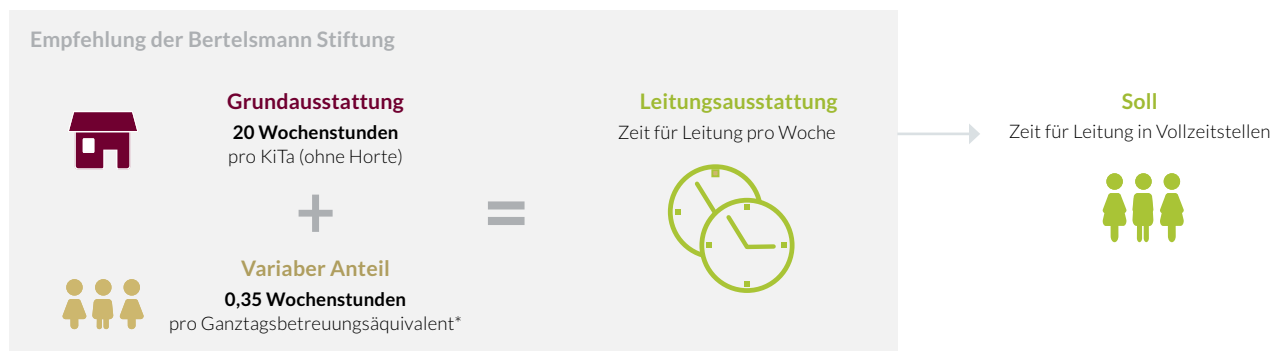 Empfehlung der Bertelsmann Stiftung
Grundausstattung
20 Wochenstunden
pro KiTa (ohne Horte)
+
Variaber Anteil
0,35 Wochenstunden
pro Ganztagsbetreuungsäquivalent*
=
Leitungsausstattung
Zeit für Leitung pro Woche
Soll
Zeit für Leitung in Vollzeitstellen